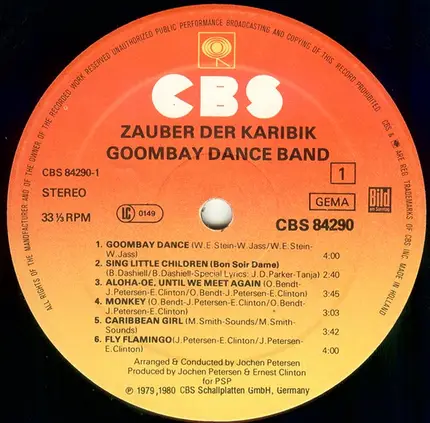 ALL RIGHTS OF THE MANUFACTURER AND OF THE OWNER OF THE RECORDED WORK RESERVED UNAUTHORIZED PUBLIC PERFORMANCE BROADCASTING AND COPYING OF THIS RECORD PROHIBITED
CBS & ARE REG. TRADEMARKS OF CBS INC. MADE IN HOLLAND
CBS
ZAUBER DER KARIBIK
GOOMBAY DANCE BAND
CBS 84290-1
1
STEREO
GEMA
Bild
33 ⅓ RPM
LC 0149
CBS 84290
1. GOOMBAY DANCE (W.E.Stein-W.Jass/W.E.Stein-
W.Jass) 4:00
2. SING LITTLE CHILDREN (Bon Soir Dame)
(B.Dashiell/B.Dashiell-Special Lyrics: J.D.Parker-Tanja) 2:40
3. ALOHA-OE, UNTIL WE MEET AGAIN (O.Bendt-
J.Petersen-E.Clinton/O.Bendt-J.Petersen-E.Clinton) 3:45
4. MONKEY (O.Bendt-J.Petersen-E.Clinton/O.Bendt-
J.Petersen-E.Clinton) 3:03
5. CARIBBEAN GIRL (M.Smith-Sounds/M.Smith-
Sounds) 3:42
6. FLY FLAMINGO (J.Petersen-E.Clinton/J.Petersen-
E.Clinton) 4:00
Arranged & Conducted by Jochen Petersen
Produced by Jochen Petersen & Ernest Clinton
for PSP
℗ 1979, 1980 CBS Schallplatten GmbH, Germany